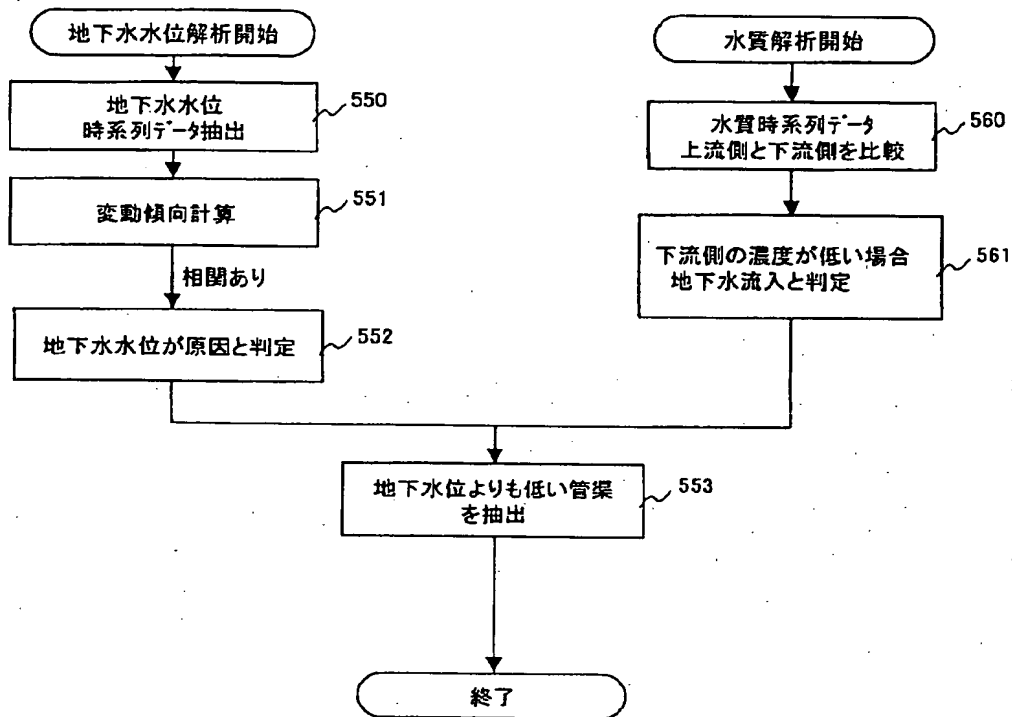 地下水水位解析開始
地下水水位
時系列データ抽出
550
変動傾向計算
551
相関あり
地下水水位が原因と判定
552
水質解析開始
水質時系列データ
上流側と下流側を比較
560
下流側の濃度が低い場合
地下水流入と判定
561
地下水位よりも低い管渠
を抽出
553
終了